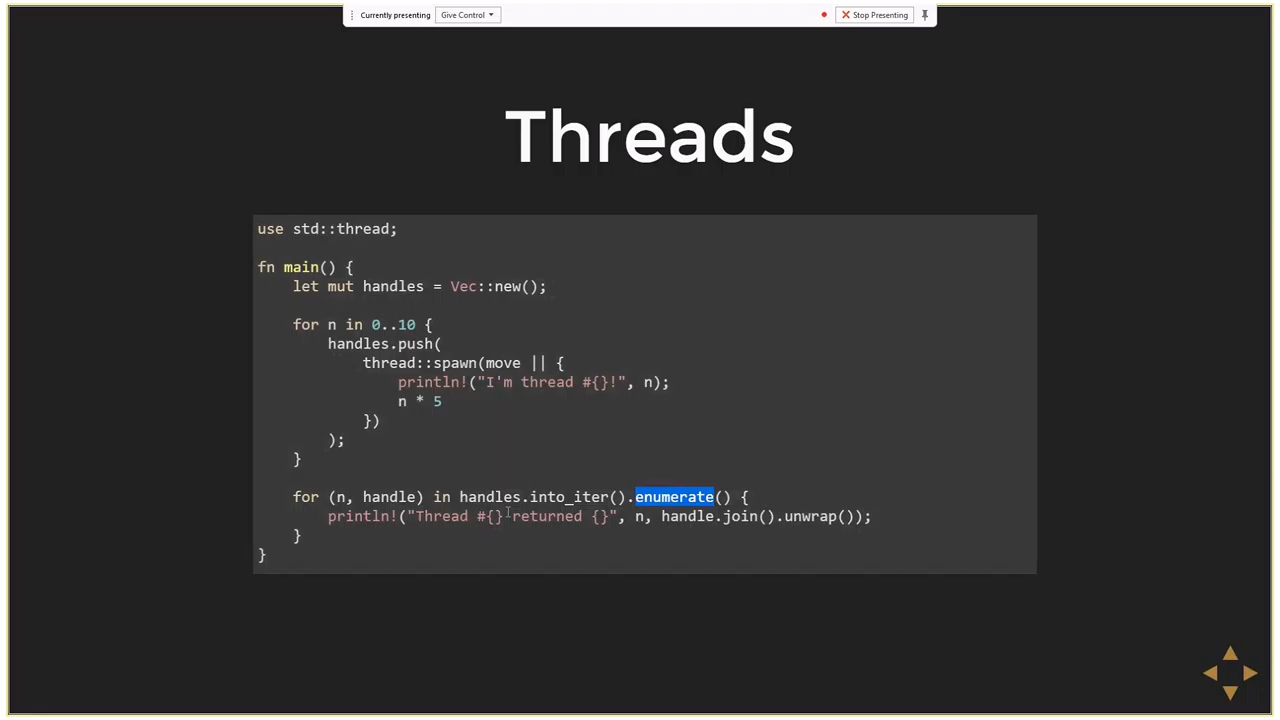 Currently presenting Give Control Stop Presenting
Threads
use std::thread;
fn main() {
    let mut handles = Vec::new();
    for n in 0..10 {
        handles.push(
            thread::spawn(move || {
                println!("I'm thread #{}!", n);
                n * 5
            })
        );
    }
    for (n, handle) in handles.into_iter().enumerate() {
        println!("Thread #{} returned {}", n, handle.join().unwrap());
    }
}